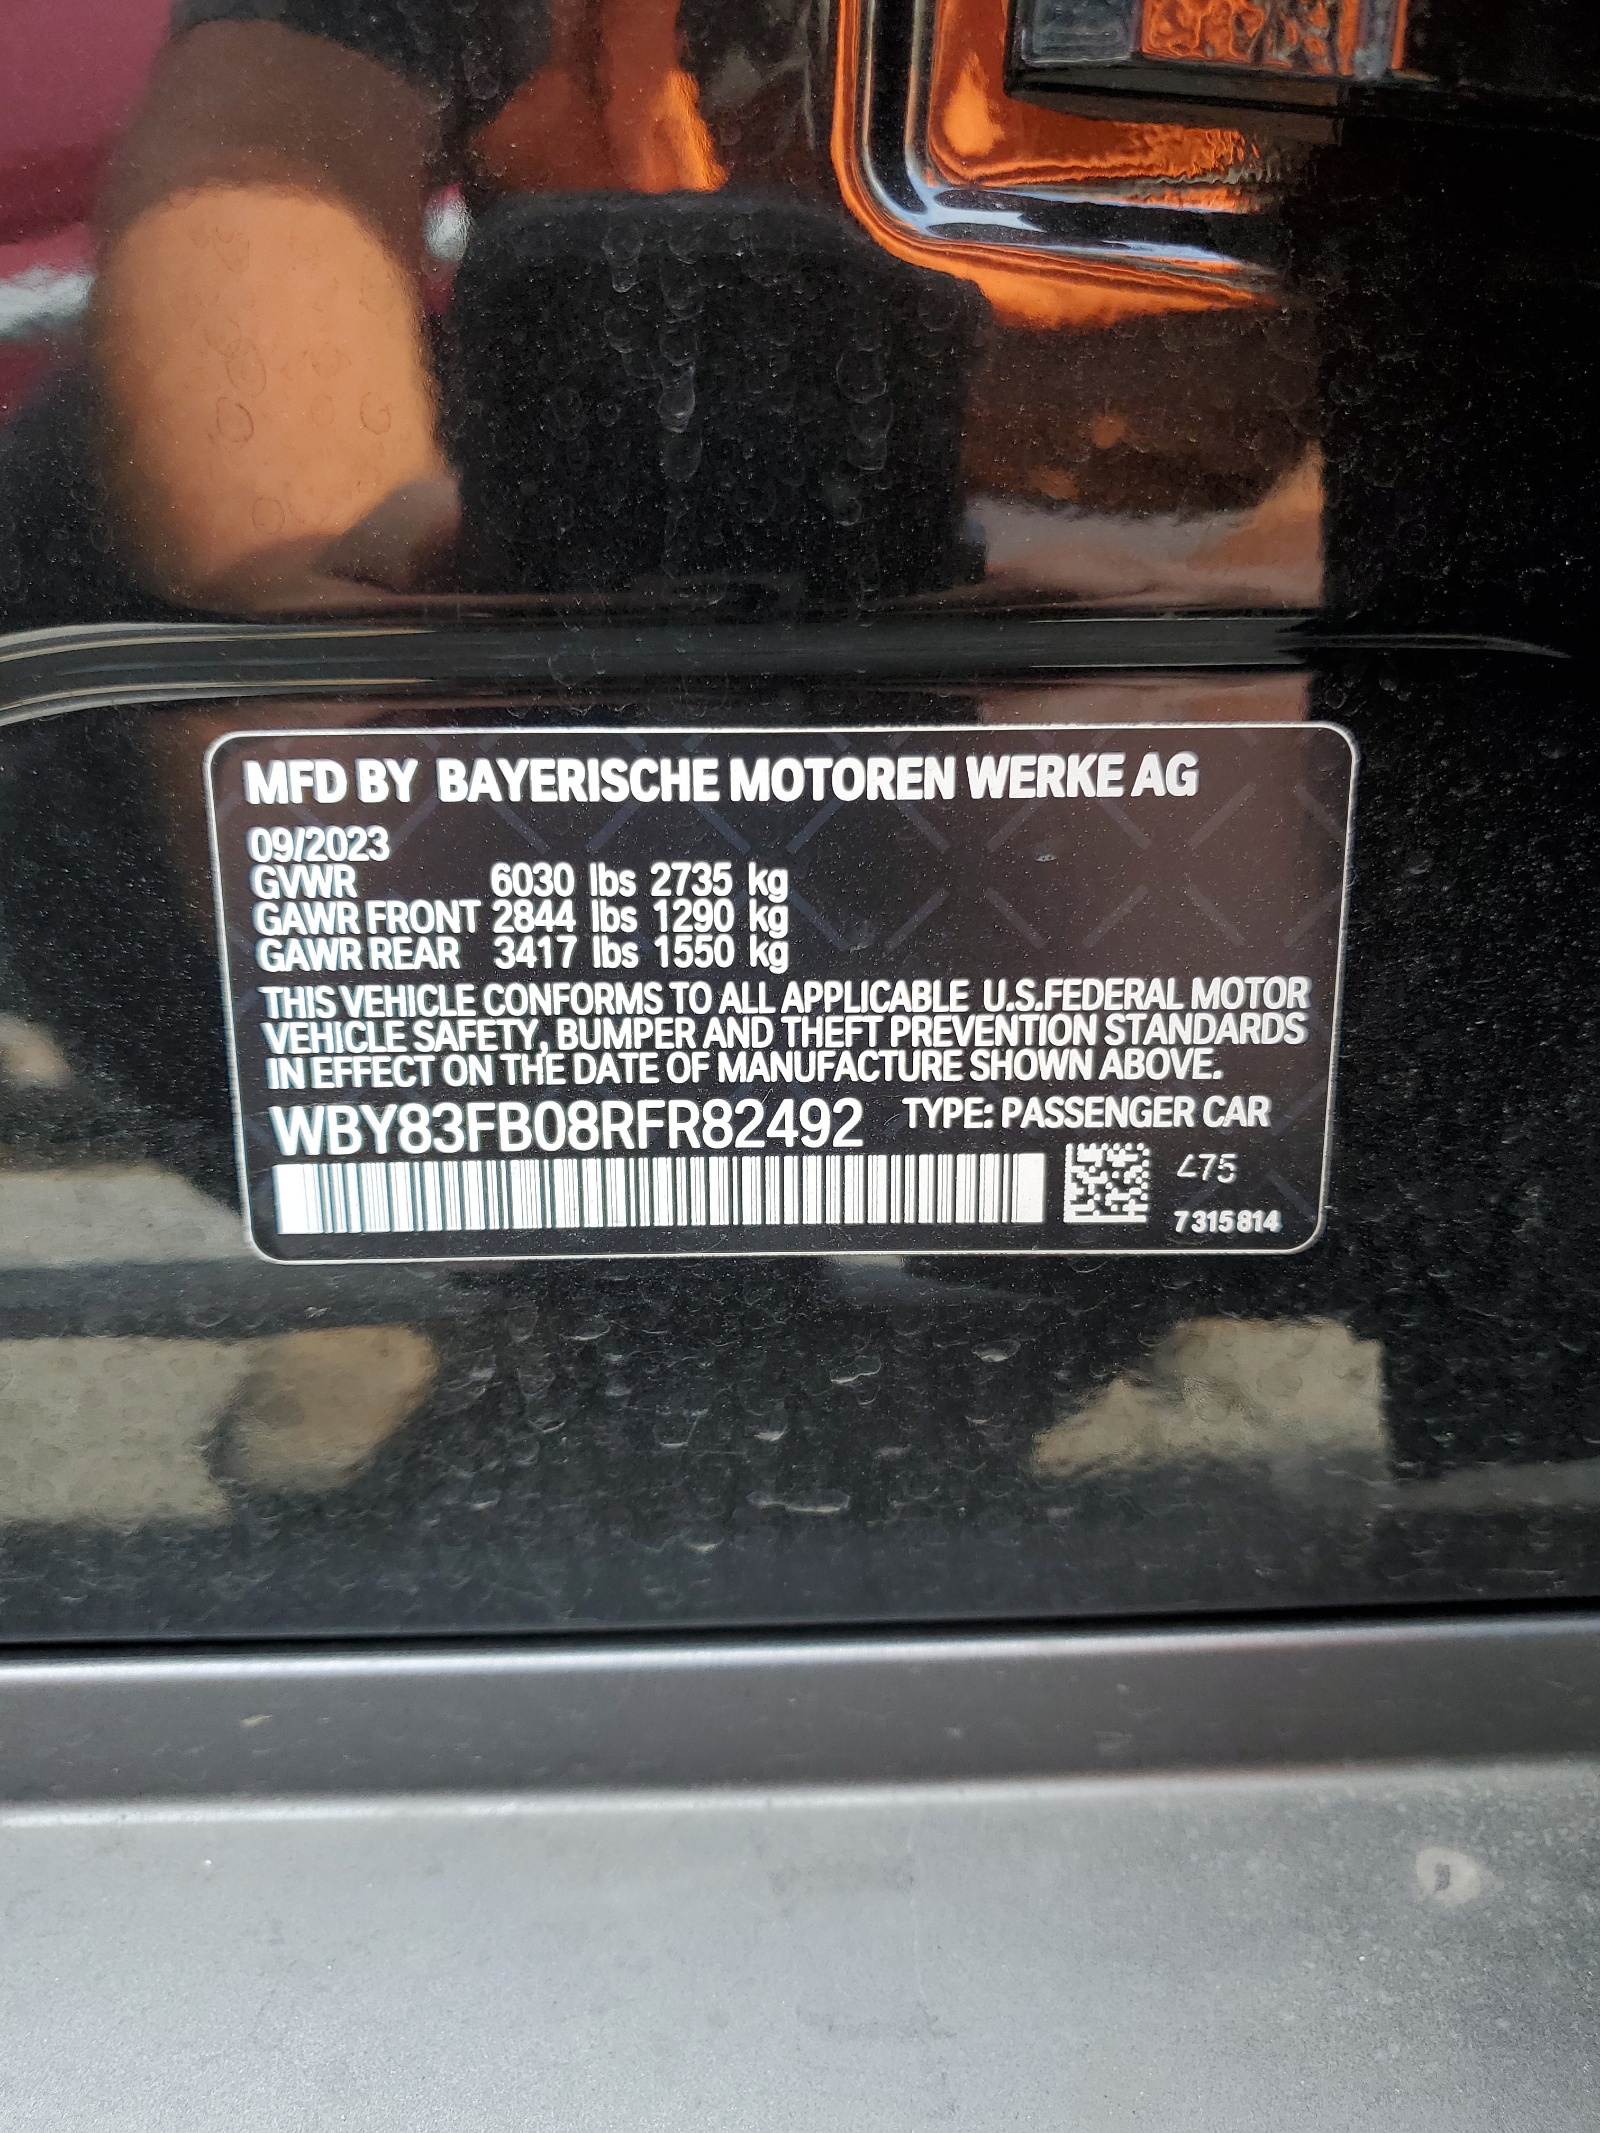 MFD BY BAYERISCHE MOTOREN WERKE AG
09/2023
GVWR 6030 lbs 2735 kg
GAWR FRONT 2844 lbs 1290 kg
GAWR REAR 3417 lbs 1550 kg
THIS VEHICLE CONFORMS TO ALL APPLICABLE U.S.FEDERAL MOTOR
VEHICLE SAFETY, BUMPER AND THEFT PREVENTION STANDARDS
IN EFFECT ON THE DATE OF MANUFACTURE SHOWN ABOVE.
WBY83FB08RFR82492 TYPE: PASSENGER CAR
475
7315814